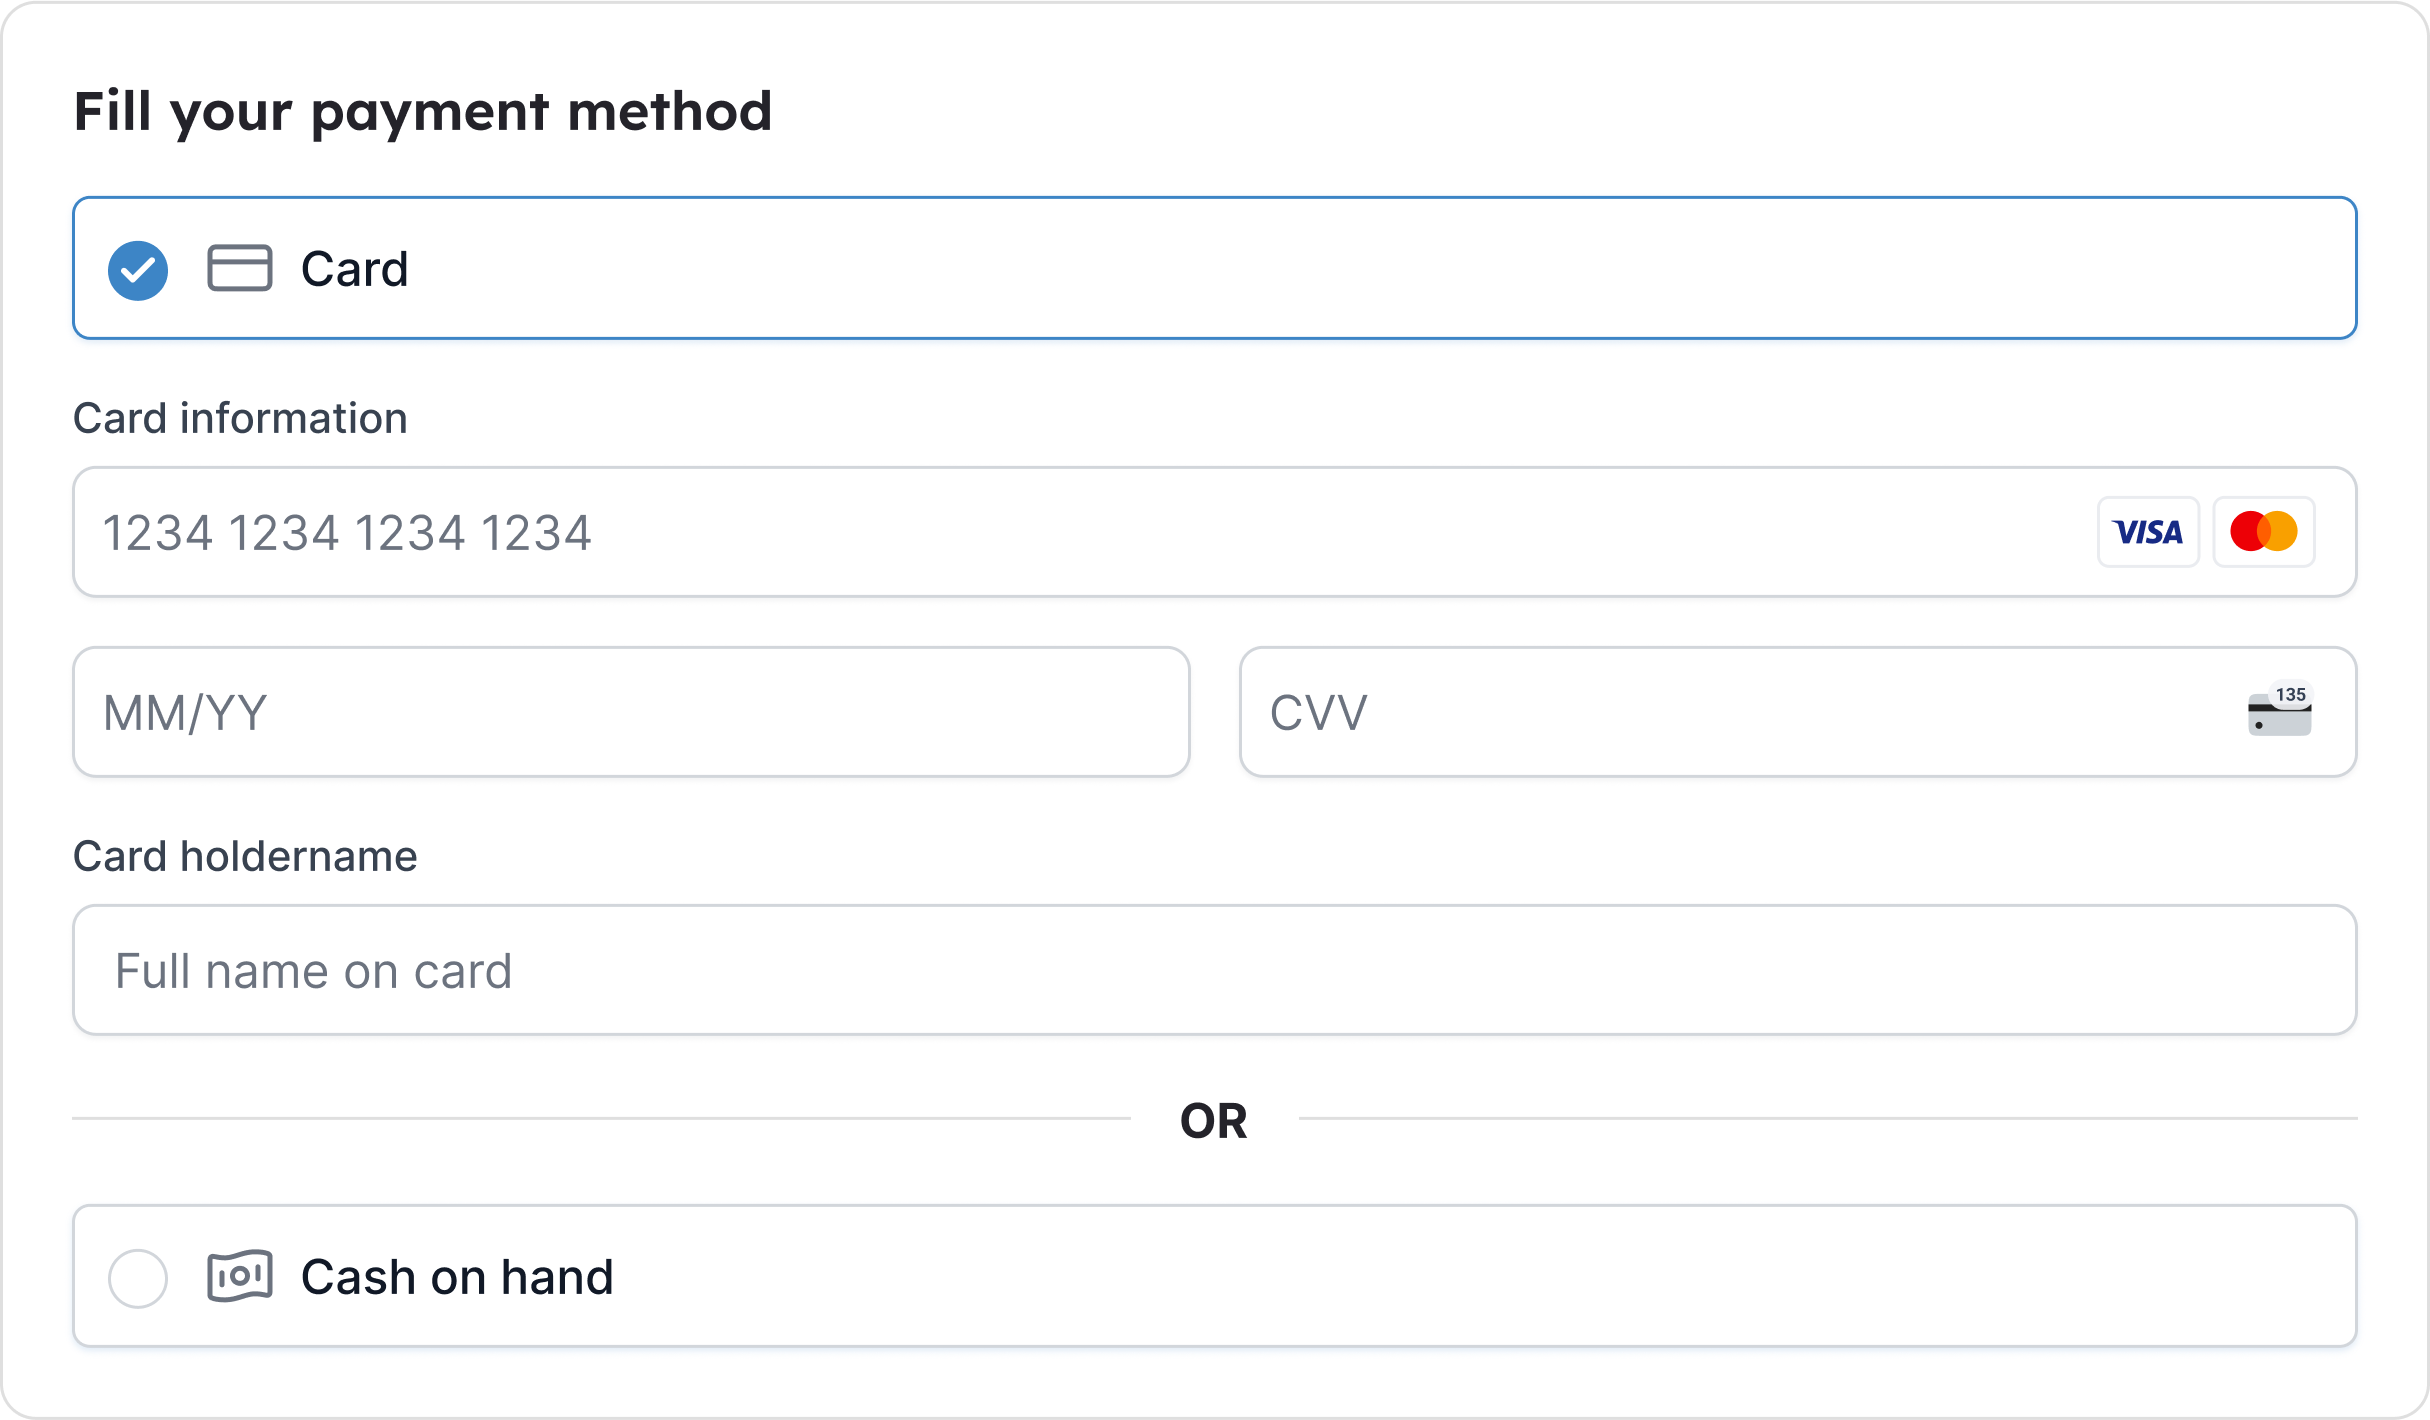 Fill your payment method
Card
Card information
1234 1234 1234 1234
VISA
MM/YY
CVV
135
Card holdername
Full name on card
OR
Cash on hand